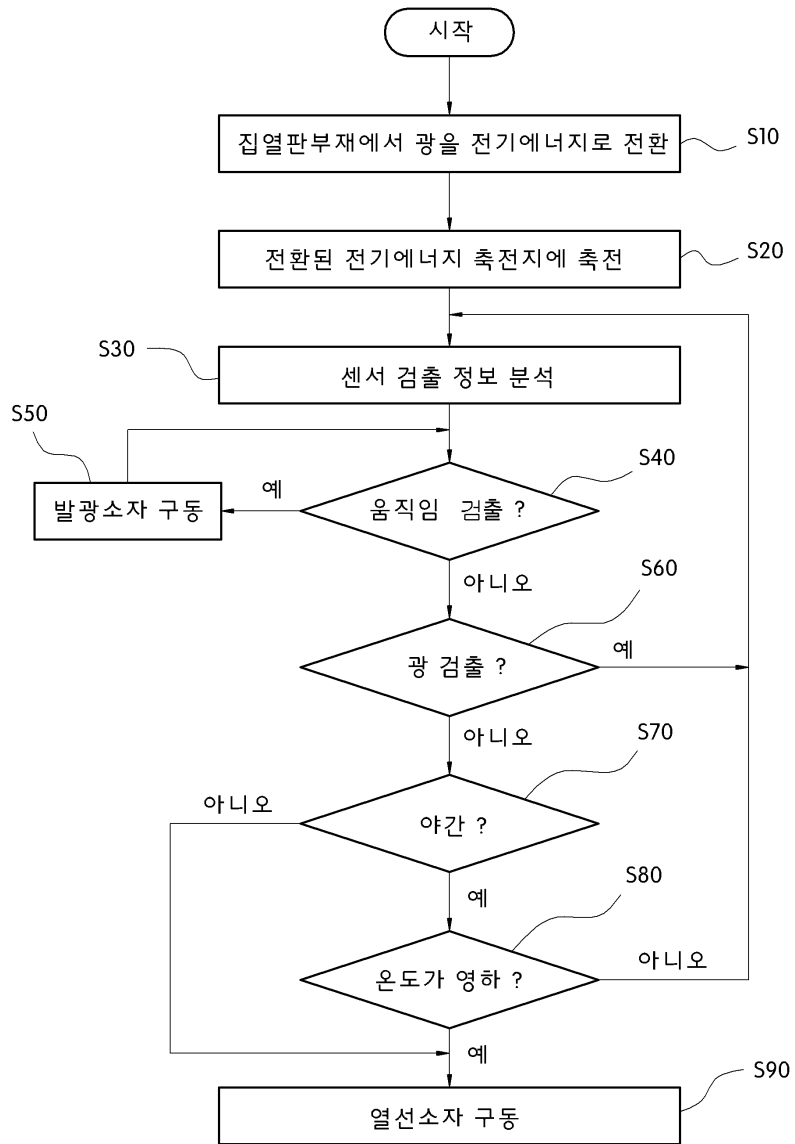 시작
집열판부재에서 광을 전기에너지로 전환
S10
전환된 전기에너지 축전지에 축전
S20
S30
센서 검출 정보 분석
S50
S40
발광소자 구동
예
움직임 검출 ?
아니오
S60
광 검출 ?
예
아니오
S70
아니오
야간 ?
예
S80
온도가 영하 ?
아니오
예
S90
열선소자 구동